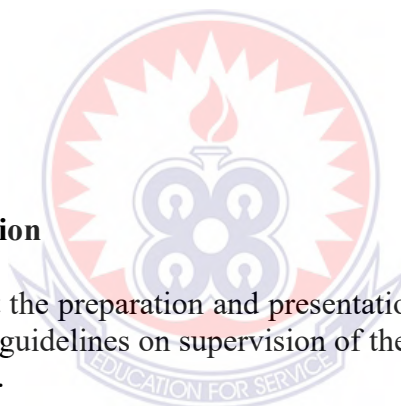 ion
the preparation and presentatio
guidelines on supervision of the
.
EDUCATION FOR SERVICE